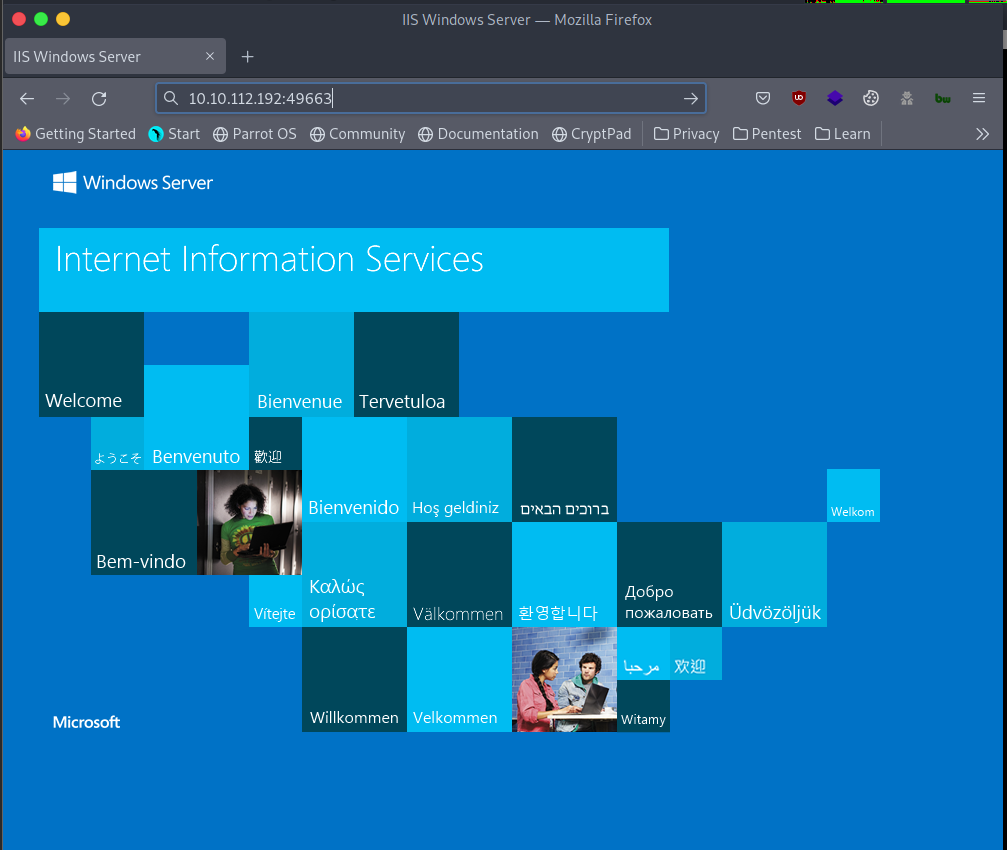 IIS Windows Server — Mozilla Firefox
IIS Windows Server
10.10.112.192:49663
Getting Started Start Parrot OS Community Documentation CryptPad Privacy Pentest Learn
Windows Server
Internet Information Services
Welcome
Bienvenue
Tervetuloa
ようこそ
Benvenuto
歡迎
Bienvenido
Hoş geldiniz
ברוכים הבאים
Welkom
Bem-vindo
Vítejte
Καλώς
ορίσατε
Välkommen
환영합니다
Добро
пожаловать
Üdvözöljük
Willkommen
Velkommen
مرحبا
欢迎
Witamy
Microsoft